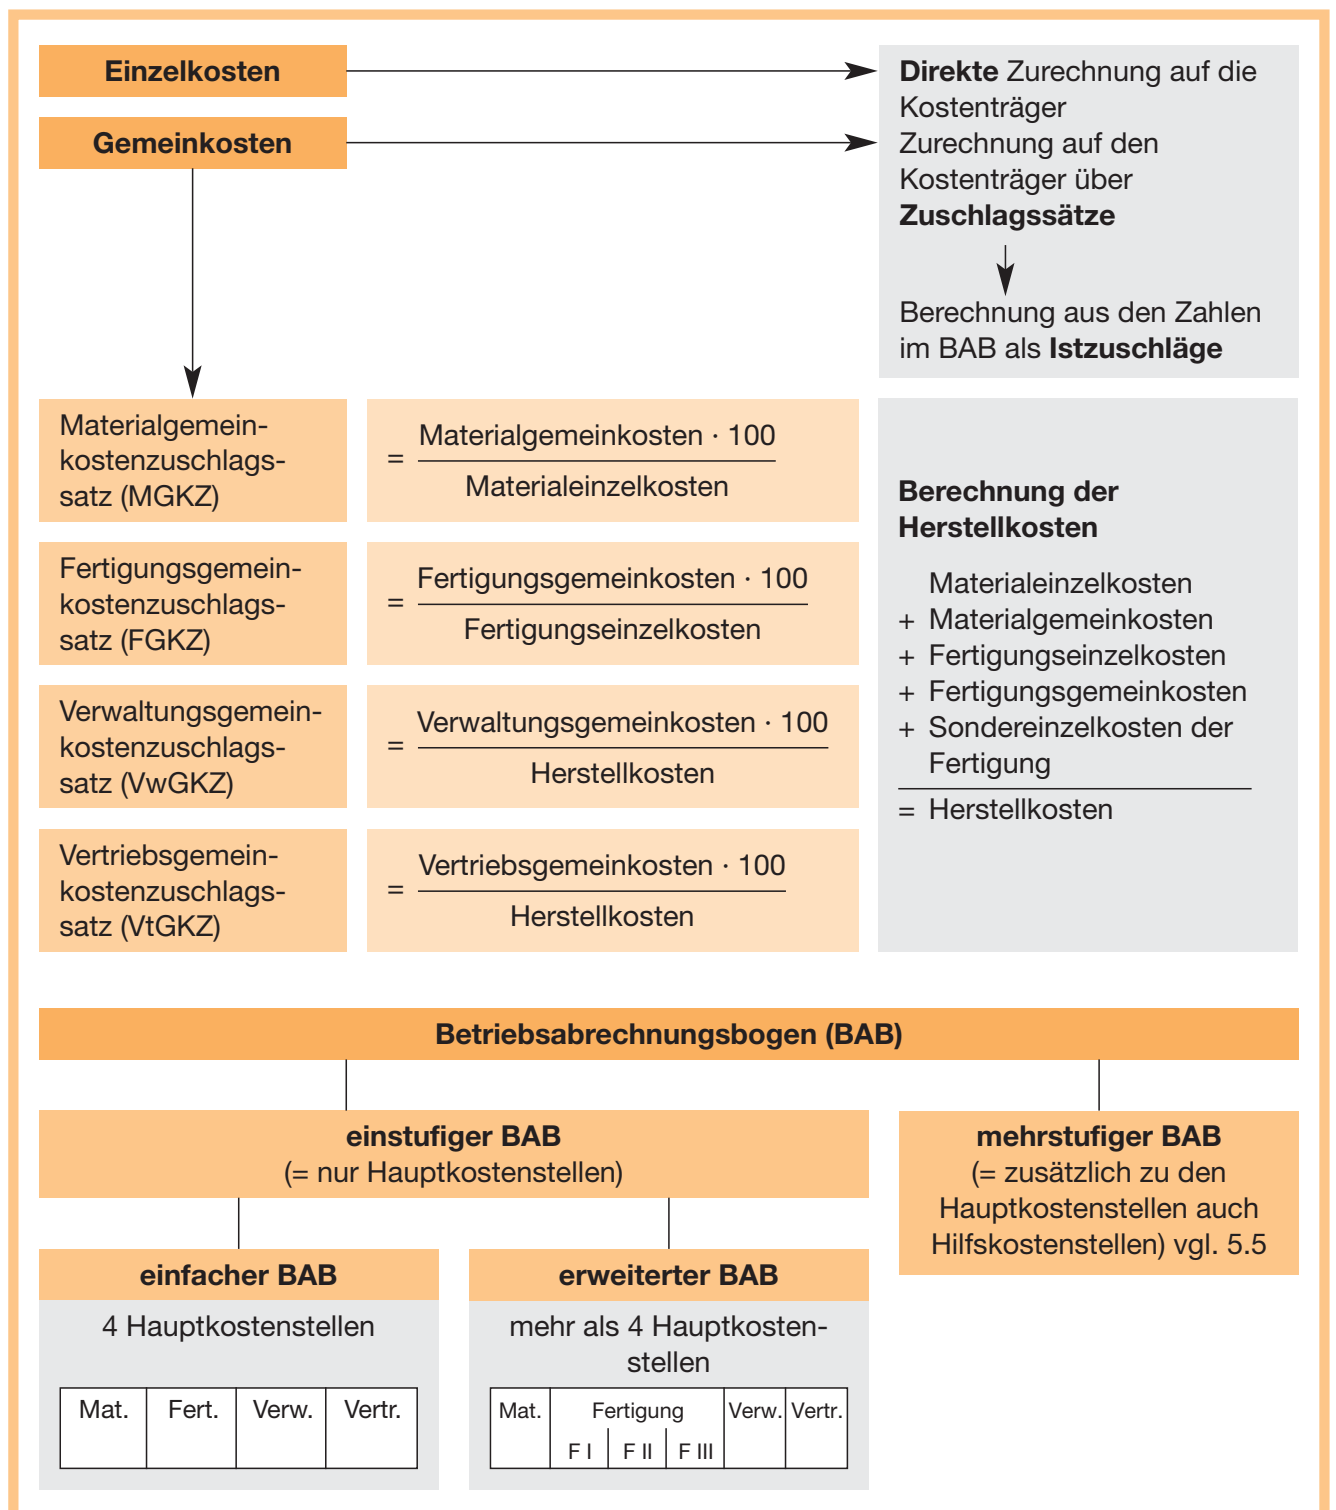 Einzelkosten
Direkte Zurechnung auf die
Kostenträger
Gemeinkosten
Zurechnung auf den
Kostenträger über
Zuschlagssätze
Berechnung aus den Zahlen
im BAB als Istzuschläge
Materialgemein-
kostenzuschlags-
satz (MGKZ)
= Materialgemeinkosten · 100
Materialeinzelkosten
Fertigungsgemein-
kostenzuschlags-
satz (FGKZ)
= Fertigungsgemeinkosten · 100
Fertigungseinzelkosten
Verwaltungsgemein-
kostenzuschlags-
satz (VwGKZ)
= Verwaltungsgemeinkosten · 100
Herstellkosten
Vertriebsgemein-
kostenzuschlags-
satz (VtGKZ)
= Vertriebsgemeinkosten · 100
Herstellkosten
Berechnung der
Herstellkosten
Materialeinzelkosten
+ Materialgemeinkosten
+ Fertigungseinzelkosten
+ Fertigungsgemeinkosten
+ Sondereinzelkosten der
Fertigung
= Herstellkosten
Betriebsabrechnungsbogen (BAB)
einstufiger BAB
(= nur Hauptkostenstellen)
mehrstufiger BAB
(= zusätzlich zu den
Hauptkostenstellen auch
Hilfskostenstellen) vgl. 5.5
einfacher BAB
4 Hauptkostenstellen
Mat. Fert. Verw. Vertr.
erweiterter BAB
mehr als 4 Hauptkosten-
stellen
Mat. Fertigung Verw. Vertr.
F I F II F III